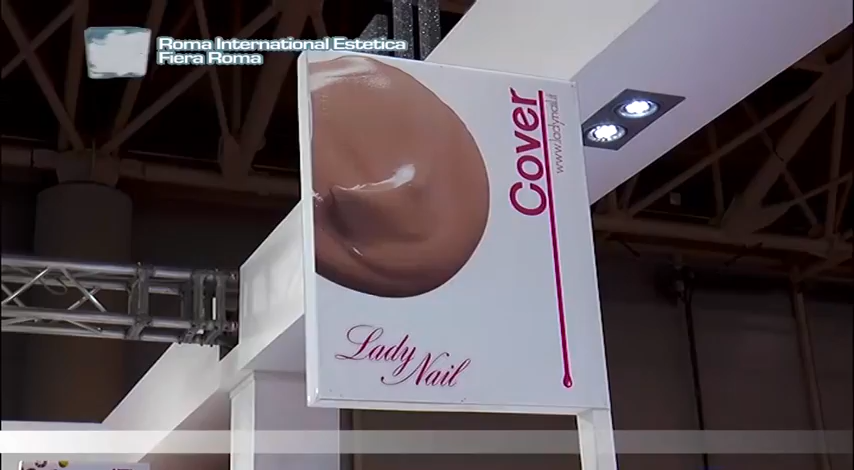 Roma International Estetica
Fiera Roma
Cover
www.ladynail.it
Lady Nail